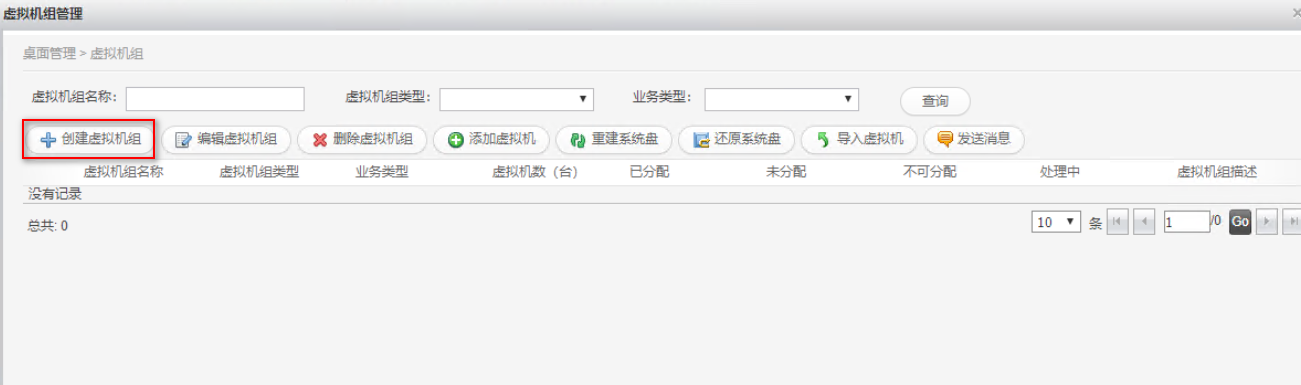 虚拟机组管理
桌面管理 > 虚拟机组
虚拟机组名称： 虚拟机组类型： 业务类型： 查询
创建虚拟机组 编辑虚拟机组 删除虚拟机组 添加虚拟机 重建系统盘 还原系统盘 导入虚拟机 发送消息
虚拟机组名称 虚拟机组类型 业务类型 虚拟机数（台） 已分配 未分配 不可分配 处理中 虚拟机组描述
没有记录
总共: 0 10 条 1 /0 Go